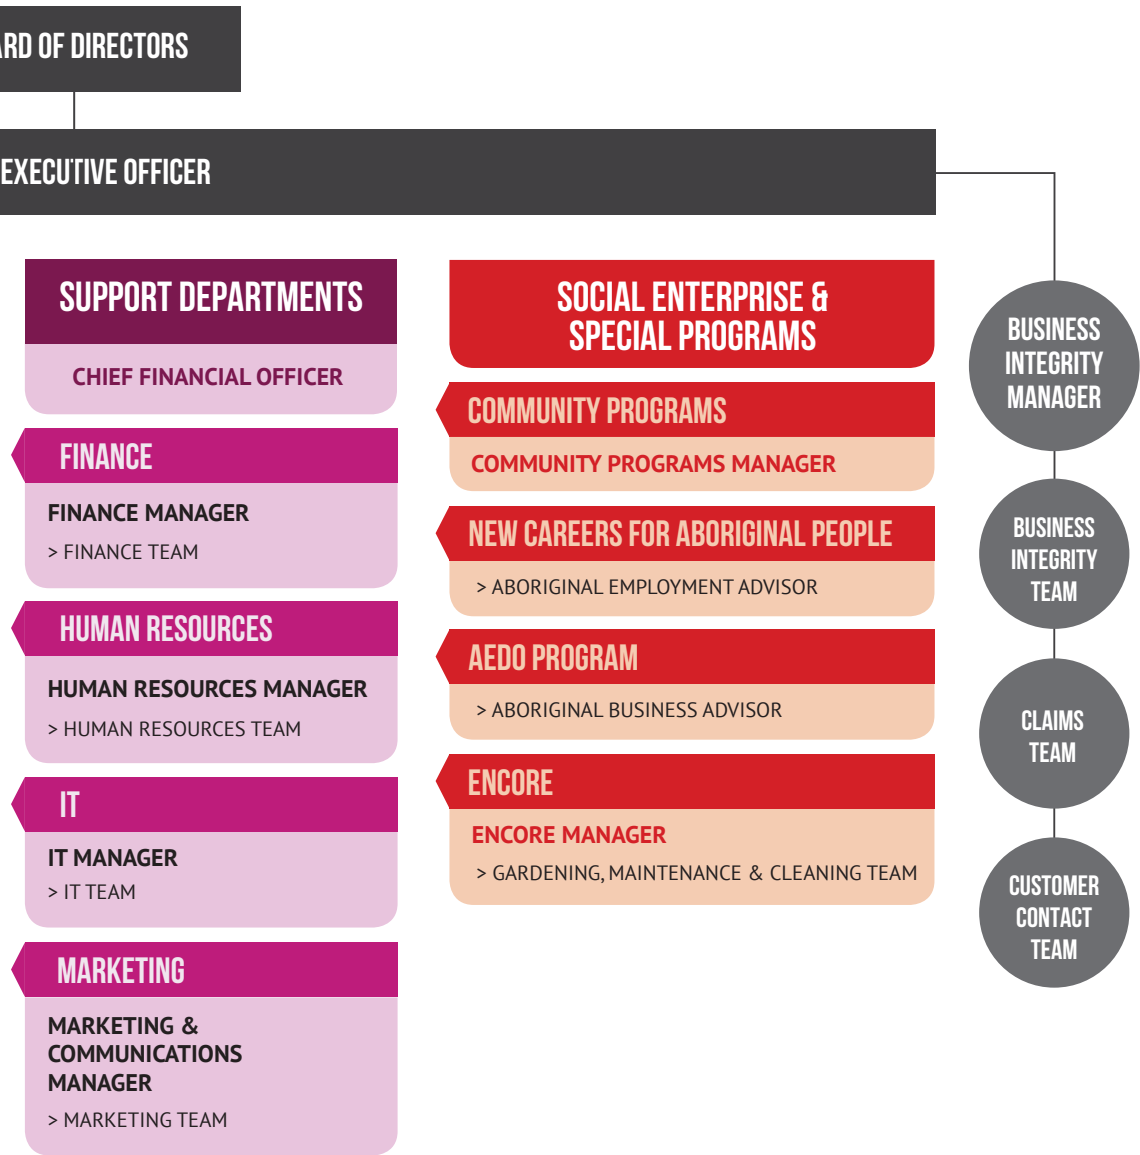 ARD OF DIRECTORS
EXECUTIVE OFFICER
SUPPORT DEPARTMENTS
CHIEF FINANCIAL OFFICER
FINANCE
FINANCE MANAGER
> FINANCE TEAM
HUMAN RESOURCES
HUMAN RESOURCES MANAGER
> HUMAN RESOURCES TEAM
IT
IT MANAGER
> IT TEAM
MARKETING
MARKETING &
COMMUNICATIONS
MANAGER
> MARKETING TEAM
SOCIAL ENTERPRISE &
SPECIAL PROGRAMS
COMMUNITY PROGRAMS
COMMUNITY PROGRAMS MANAGER
NEW CAREERS FOR ABORIGINAL PEOPLE
> ABORIGINAL EMPLOYMENT ADVISOR
AEDO PROGRAM
> ABORIGINAL BUSINESS ADVISOR
ENCORE
ENCORE MANAGER
> GARDENING, MAINTENANCE & CLEANING TEAM
BUSINESS
INTEGRITY
MANAGER
BUSINESS
INTEGRITY
TEAM
CLAIMS
TEAM
CUSTOMER
CONTACT
TEAM